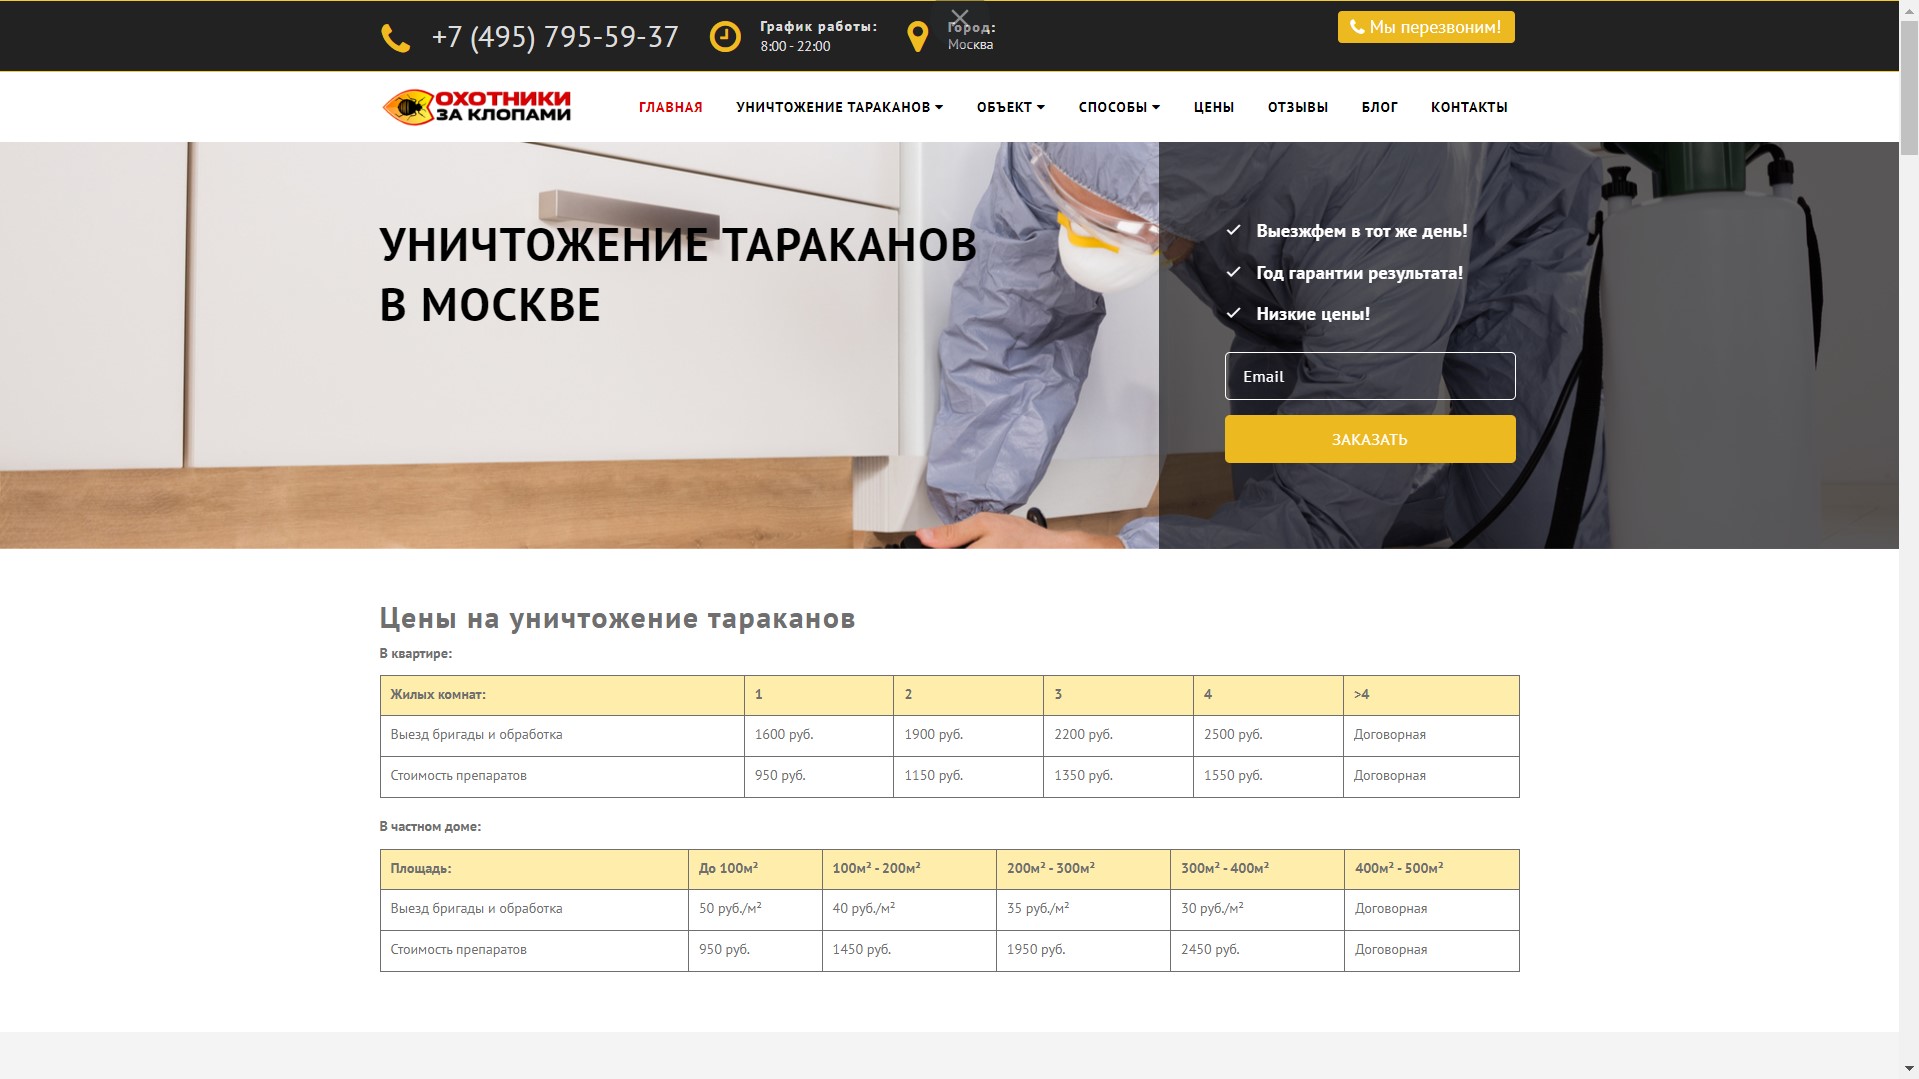 +7 (495) 795-59-37
График работы:
8:00 - 22:00
Город:
Москва
Мы перезвоним!
ОХОТНИКИ
ЗА КЛОПАМИ
ГЛАВНАЯ УНИЧТОЖЕНИЕ ТАРАКАНОВ ОБЪЕКТ СПОСОБЫ ЦЕНЫ ОТЗЫВЫ БЛОГ КОНТАКТЫ
УНИЧТОЖЕНИЕ ТАРАКАНОВ
В МОСКВЕ
Выезжфем в тот же день!
Год гарантии результата!
Низкие цены!
Email
ЗАКАЗАТЬ
Цены на уничтожение тараканов
В квартире:
Жилых комнат: 1 2 3 4 >4
Выезд бригады и обработка 1600 руб. 1900 руб. 2200 руб. 2500 руб. Договорная
Стоимость препаратов 950 руб. 1150 руб. 1350 руб. 1550 руб. Договорная
В частном доме:
Площадь: До 100м² 100м² - 200м² 200м² - 300м² 300м² - 400м² 400м² - 500м²
Выезд бригады и обработка 50 руб./м² 40 руб./м² 35 руб./м² 30 руб./м² Договорная
Стоимость препаратов 950 руб. 1450 руб. 1950 руб. 2450 руб. Договорная